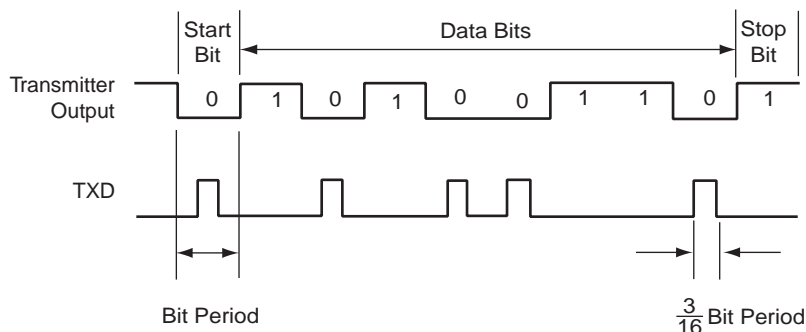 Start
Bit
Data Bits
Stop
Bit
Transmitter
Output
0 1 0 1 0 0 1 1 0 1
TXD
Bit Period
3
16 Bit Period